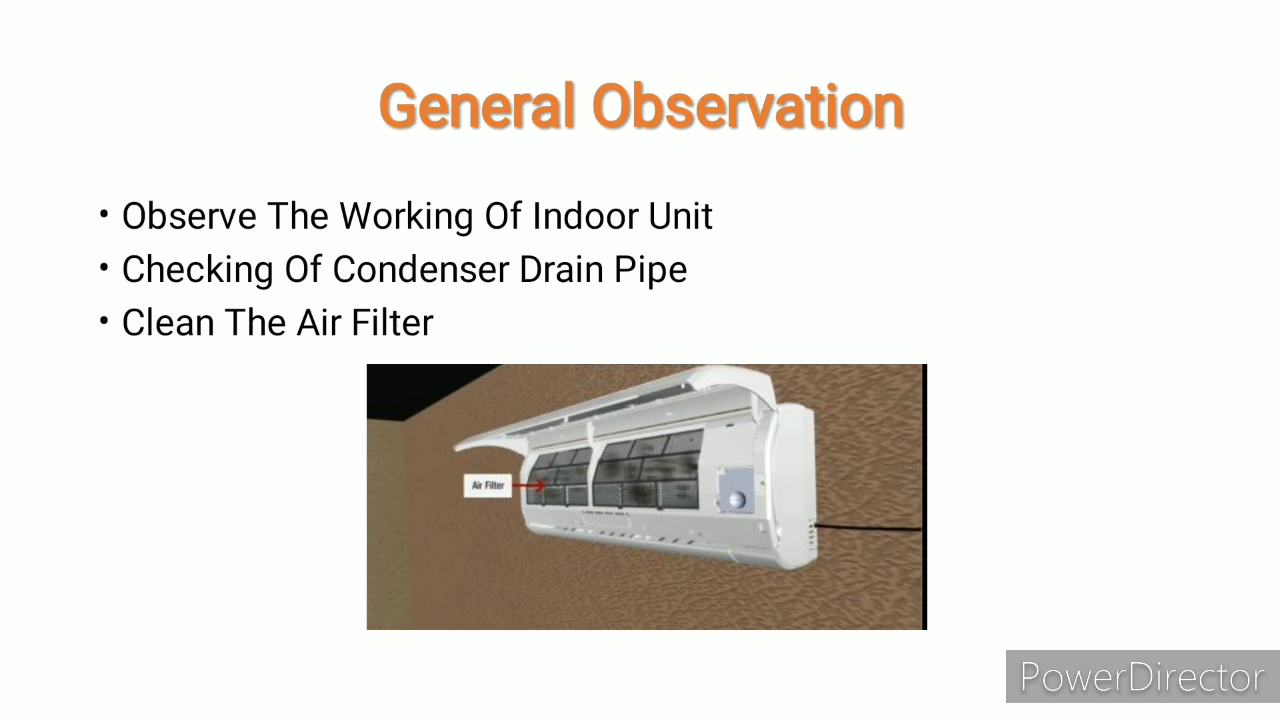 General Observation
• Observe The Working Of Indoor Unit
• Checking Of Condenser Drain Pipe
• Clean The Air Filter
Air Filter
PowerDirector